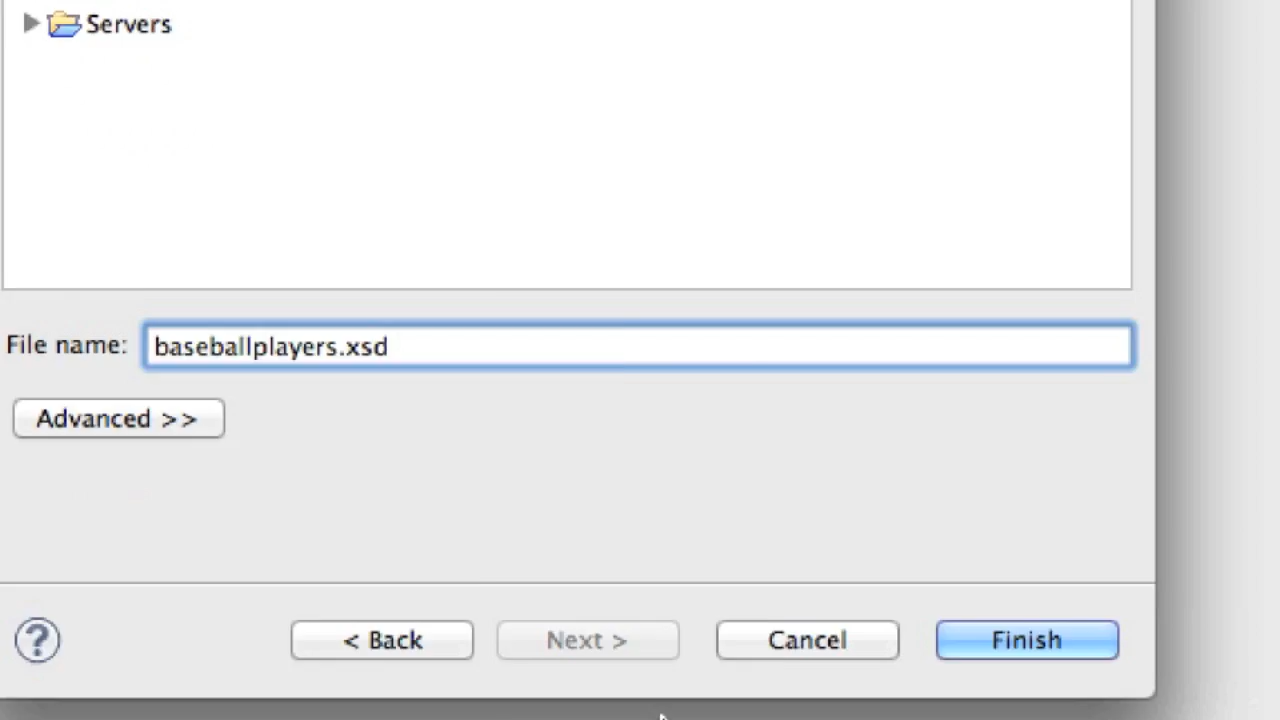 Servers
File name: baseballplayers.xsd
Advanced >>
? < Back Next > Cancel Finish